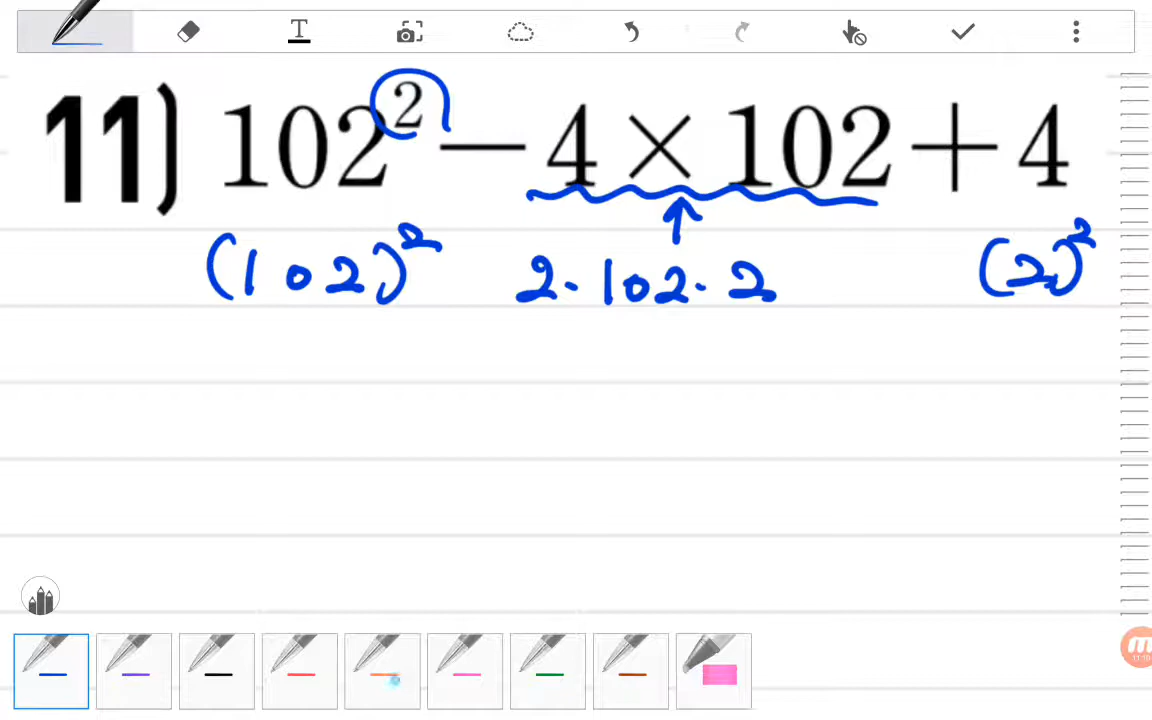 T
11) 102² − 4 × 102 + 4
(102)² 2·102·2 (2)²